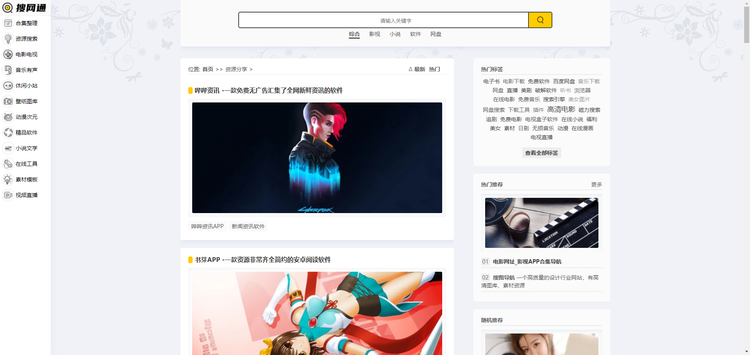 搜网通
合集整理
资源搜索
电影电视
音乐有声
休闲小站
壁纸图库
动漫次元
精品软件
小说文字
在线工具
素材模板
视频直播
请输入关键字
综合 影视 小说 软件 网盘
位置: 首页 >> 资源分享 >
最新 热门
哔哔资讯 -一款免费无广告汇集了全网新鲜资讯的软件
哔哔资讯APP 新闻资讯软件
书芽APP -一款资源非常齐全简约的安卓阅读软件
热门标签
电子书 电影下载 免费软件 百度网盘 音乐下载
网盘 直播 美剧 破解软件 听书 浏览器
在线电影 免费音乐 搜索引擎 美女图片
网盘搜索 下载工具 插件 高清电影 磁力搜索
追剧 免费电影 电视盒子软件 在线小说 福利
美女 素材 日剧 无损音乐 动漫 在线漫画
电视直播
查看全部标签
热门推荐 更多
01 电影网址_影视APP合集导航
02 搜图导航 一个高质量的设计行业网站，有高
清图库、素材资源
随机推荐